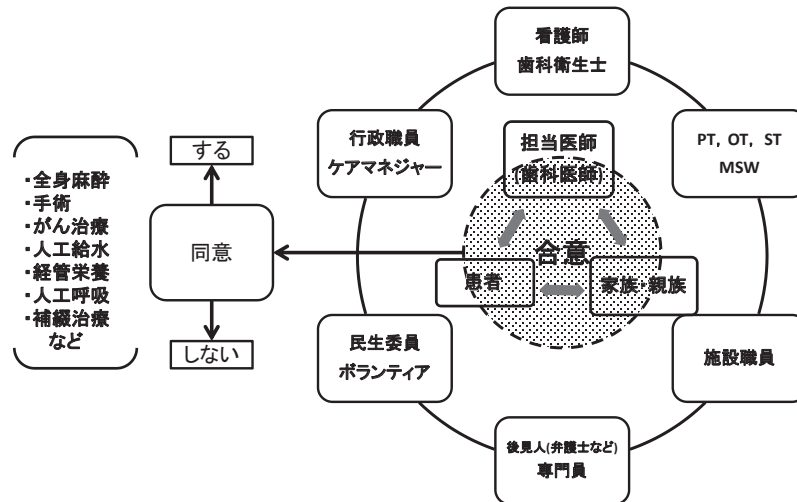 看護師
歯科衛生士
行政職員
ケアマネジャー
担当医師
(歯科医師)
PT, OT, ST
MSW
する
・全身麻酔
・手術
・がん治療
・人工給水
・経管栄養
・人工呼吸
・補綴治療
など
同意
しない
合意
患者
家族・親族
民生委員
ボランティア
施設職員
後見人(弁護士など)
専門員